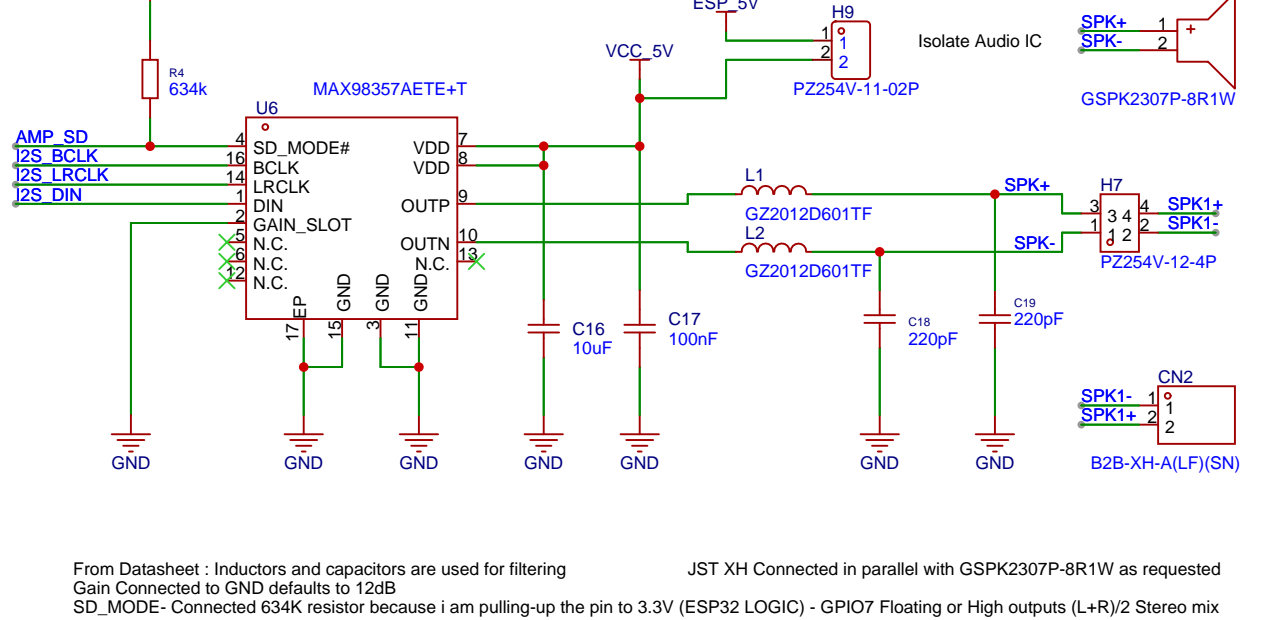 ESP_5V
H9
1
2
1
2
PZ254V-11-02P
Isolate Audio IC
SPK+
SPK-
1
2
+
GSPK2307P-8R1W
VCC_5V
R4
634k
MAX98357AETE+T
U6
AMP_SD
I2S_BCLK
I2S_LRCLK
I2S_DIN
4
16
14
1
2
5
6
12
SD_MODE#
BCLK
LRCLK
DIN
GAIN_SLOT
N.C.
N.C.
N.C.
VDD
VDD
OUTP
OUTN
N.C.
7
8
9
10
13
EP
GND
GND
GND
17
15
3
11
L1
GZ2012D601TF
L2
GZ2012D601TF
SPK+
SPK-
H7
3
1
3 4
1 2
4
2
SPK1+
SPK1-
PZ254V-12-4P
C16
10uF
C17
100nF
C18
220pF
C19
220pF
CN2
SPK1-
SPK1+
1
2
1
2
B2B-XH-A(LF)(SN)
GND
GND
GND
GND
GND
GND
GND
From Datasheet : Inductors and capacitors are used for filtering
Gain Connected to GND defaults to 12dB
SD_MODE- Connected 634K resistor because i am pulling-up the pin to 3.3V (ESP32 LOGIC) - GPIO7 Floating or High outputs (L+R)/2 Stereo mix
JST XH Connected in parallel with GSPK2307P-8R1W as requested